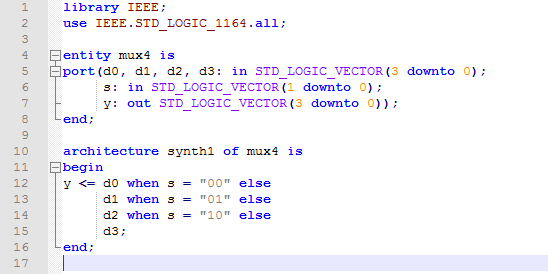 1 library IEEE;
2 use IEEE.STD_LOGIC_1164.all;
3
4 entity mux4 is
5 port(d0, d1, d2, d3: in STD_LOGIC_VECTOR(3 downto 0);
6 s: in STD_LOGIC_VECTOR(1 downto 0);
7 y: out STD_LOGIC_VECTOR(3 downto 0));
8 end;
9
10 architecture synth1 of mux4 is
11 begin
12 y <= d0 when s = "00" else
13 d1 when s = "01" else
14 d2 when s = "10" else
15 d3;
16 end;
17